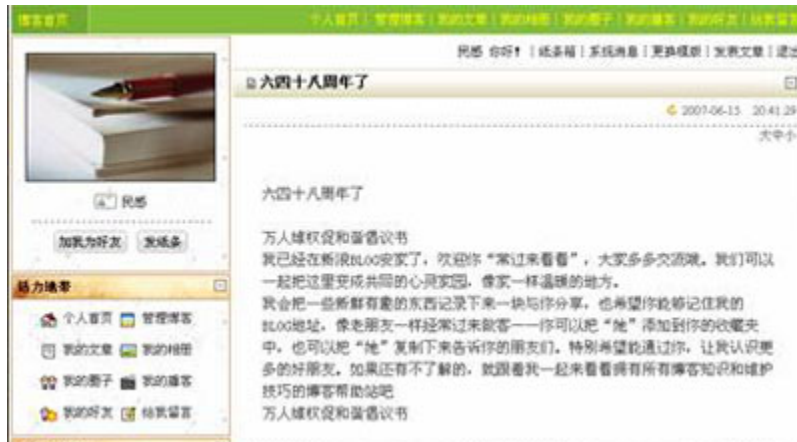 博客首页
个人首页 | 管理博客 | 我的文章 | 我的相册 | 我的圈子 | 我的播客 | 我的好友 | 给我留言
民感 你好! | 纸条箱 | 系统消息 | 更换模版 | 发表文章 | 退出
六四十八周年了
2007-06-15 20:41:29
大中小
民感
加我为好友 发纸条
六四十八周年了
万人维权促和谐倡议书
我已经在新浪BLOG安家了,欢迎你“常过来看看”,大家多多交流哦。我们可以
一起把这里变成共同的心灵家园,像家一样温暖的地方。
我会把一些新鲜有趣的东西记录下来一块与你分享,也希望你能够记住我的
BLOG地址,像老朋友一样经常过来做客——你可以把“她”添加到你的收藏夹
中,也可以把“她”复制下来告诉你的朋友们。特别希望能通过你,让我认识更
多的好朋友。如果还有不了解的,就跟着我一起来看看拥有所有博客知识和维护
技巧的博客帮助站吧
万人维权促和谐倡议书
活力地带
个人首页 管理博客
我的文章 我的相册
我的圈子 我的播客
我的好友 给我留言